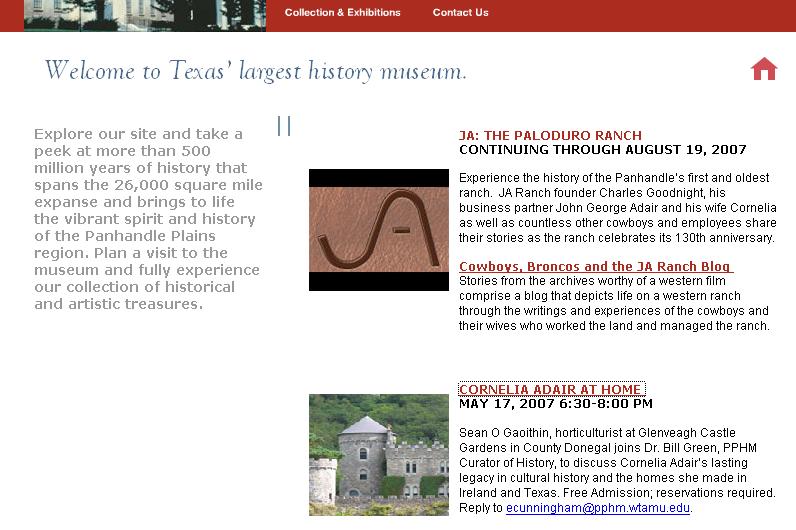 Collection & Exhibitions Contact Us
Welcome to Texas' largest history museum.
Explore our site and take a
peek at more than 500
million years of history that
spans the 26,000 square mile
expanse and brings to life
the vibrant spirit and history
of the Panhandle Plains
region. Plan a visit to the
museum and fully experience
our collection of historical
and artistic treasures.
JA
JA: THE PALODURO RANCH
CONTINUING THROUGH AUGUST 19, 2007
Experience the history of the Panhandle's first and oldest
ranch. JA Ranch founder Charles Goodnight, his
business partner John George Adair and his wife Cornelia
as well as countless other cowboys and employees share
their stories as the ranch celebrates its 130th anniversary.
Cowboys, Broncos and the JA Ranch Blog
Stories from the archives worthy of a western film
comprise a blog that depicts life on a western ranch
through the writings and experiences of the cowboys and
their wives who worked the land and managed the ranch.
CORNELIA ADAIR AT HOME
MAY 17, 2007 6:30-8:00 PM
Sean O Gaoithin, horticulturist at Glenveagh Castle
Gardens in County Donegal joins Dr. Bill Green, PPHM
Curator of History, to discuss Cornelia Adair's lasting
legacy in cultural history and the homes she made in
Ireland and Texas. Free Admission; reservations required.
Reply to ecunningham@pphm.wtamu.edu.